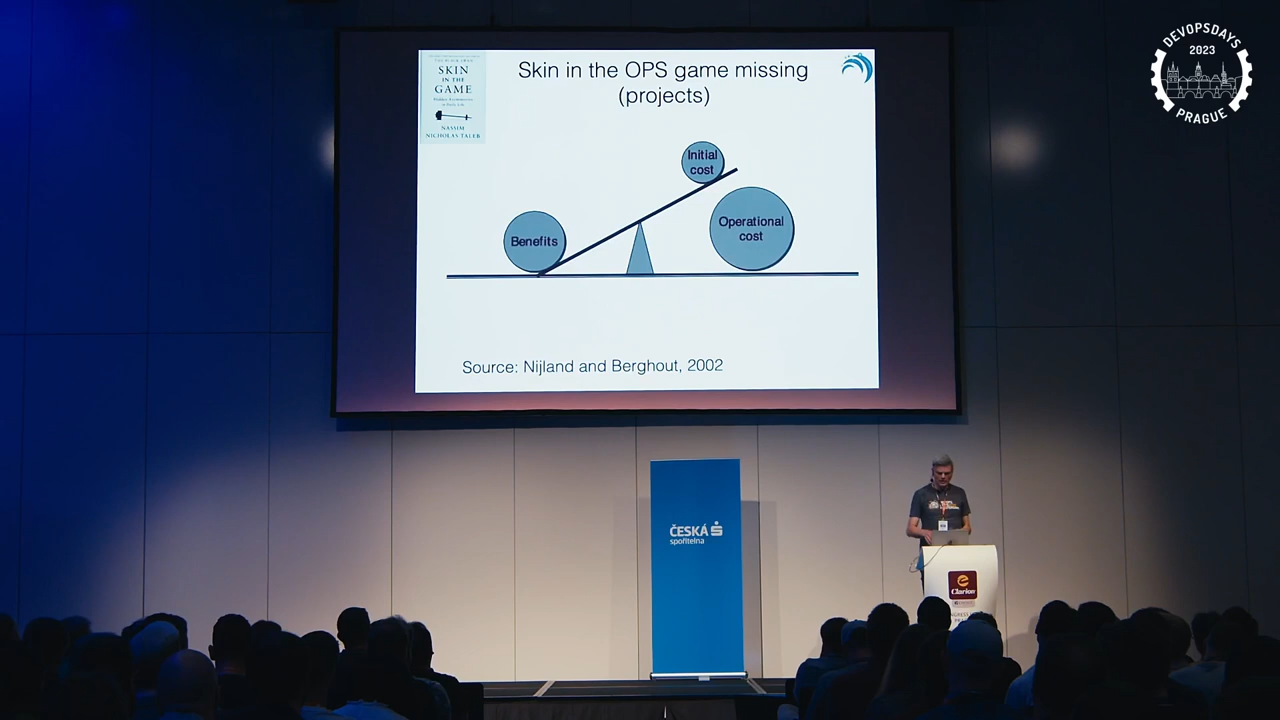 Skin in the OPS game missing
(projects)
SKIN
IN THE
GAME
NASSIM
NICHOLAS TALEB
Initial
cost
Benefits
Operational
cost
Source: Nijland and Berghout, 2002
DEVOPSDAYS
2023
PRAGUE
ČESKÁ
spořitelna
Clarion